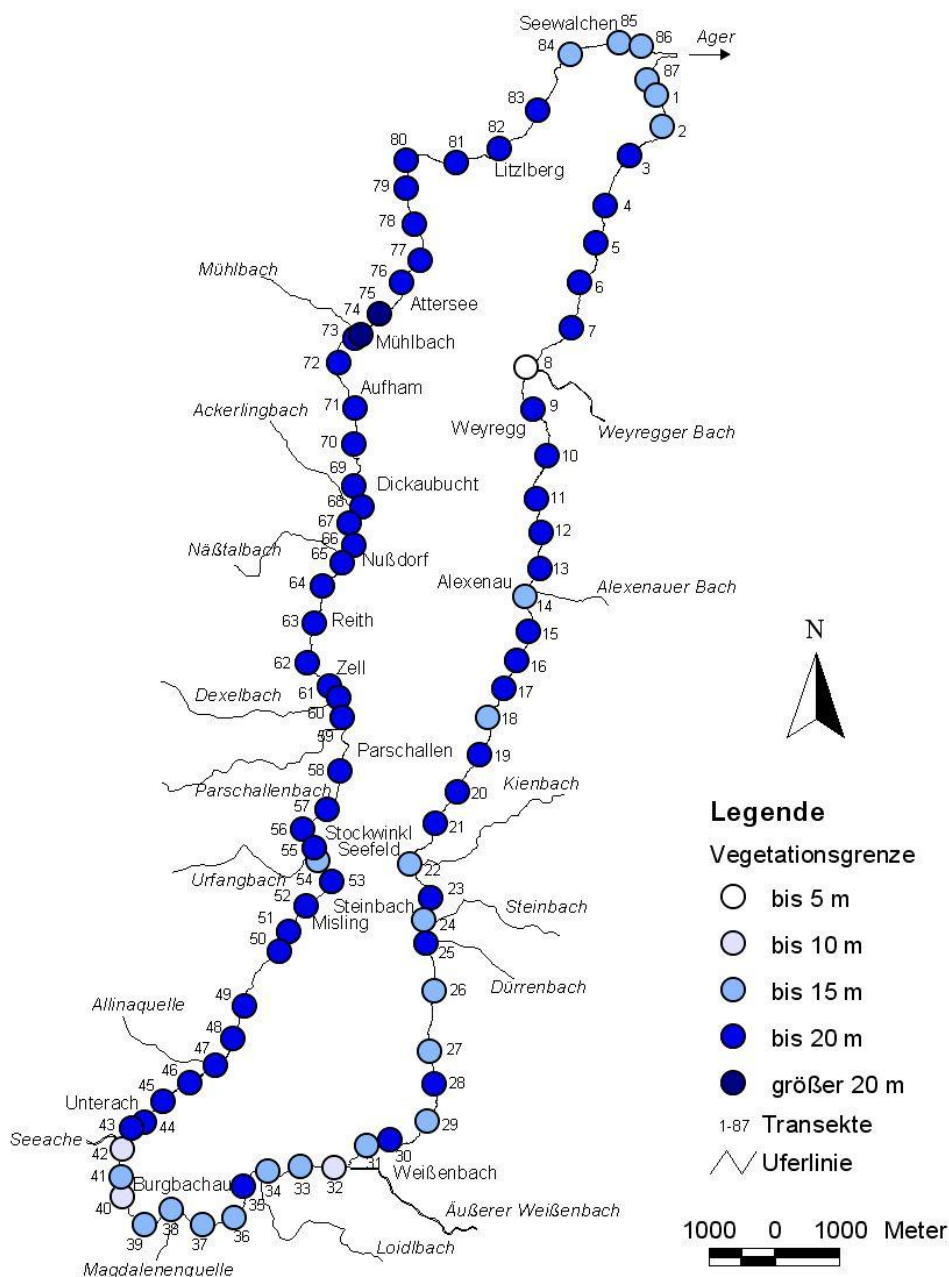 Seewalchen
85
86
Ager
84
87
1
83
2
82
3
80
81
Litzlberg
79
4
78
5
77
Mühlbach
76
6
75
Attersee
74
7
73
Mühlbach
72
8
Aufham
71
9
Ackerlingbach
Weyregg
Weyregger Bach
70
10
69
Dickaubucht
11
68
67
12
66
Näßtalbach
65
Nußdorf
13
64
Alexenau
Alexenauer Bach
14
63
Reith
15
N
62
16
Zell
61
17
Dexelbach
60
18
59
Parschallen
19
58
Kienbach
Parschallenbach
20
57
Legende
56
Stockwinkl
21
55
Seefeld
Vegetationsgrenze
22
Urfangbach
54
53
23
bis 5 m
52
Steinbach
Steinbach
51
Misling
24
50
25
bis 10 m
Dürrenbach
26
bis 15 m
49
Allinaquelle
48
27
bis 20 m
47
28
46
größer 20 m
45
Unterach
29
43
44
1-87 Transekte
Seeache
30
42
31
Uferlinie
41
Burgbachau
34
33
32
Weißenbach
40
35
Äußerer Weißenbach
39
38
37
36
Loidlbach
1000 0 1000 Meter
Magdalenenquelle